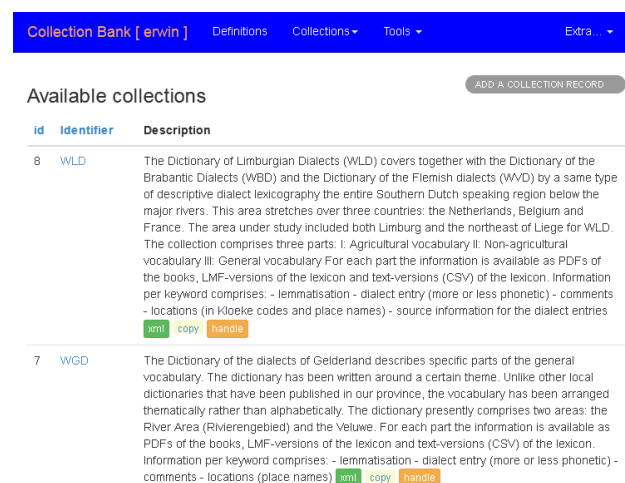 Collection Bank [ erwin ] Definitions Collections Tools Extra...
Available collections
ADD A COLLECTION RECORD
id Identifier Description
8 WLD The Dictionary of Limburgian Dialects (WLD) covers together with the Dictionary of the
Brabantic Dialects (WBD) and the Dictionary of the Flemish dialects (WVD) by a same type
of descriptive dialect lexicography the entire Southern Dutch speaking region below the
major rivers. This area stretches over three countries: the Netherlands, Belgium and
France. The area under study included both Limburg and the northeast of Liege for WLD.
The collection comprises three parts: I: Agricultural vocabulary II: Non-agricultural
vocabulary III: General vocabulary For each part the information is available as PDFs of
the books, LMF-versions of the lexicon and text-versions (CSV) of the lexicon. Information
per keyword comprises: - lemmatisation - dialect entry (more or less phonetic) - comments
- locations (in Kloeke codes and place names) - source information for the dialect entries
xml copy handle
7 WGD The Dictionary of the dialects of Gelderland describes specific parts of the general
vocabulary. The dictionary has been written around a certain theme. Unlike other local
dictionaries that have been published in our province, the vocabulary has been arranged
thematically rather than alphabetically. The dictionary presently comprises two areas: the
River Area (Rivierengebied) and the Veluwe. For each part the information is available as
PDFs of the books, LMF-versions of the lexicon and text-versions (CSV) of the lexicon.
Information per keyword comprises: - lemmatisation - dialect entry (more or less phonetic) -
comments - locations (place names) xml copy handle